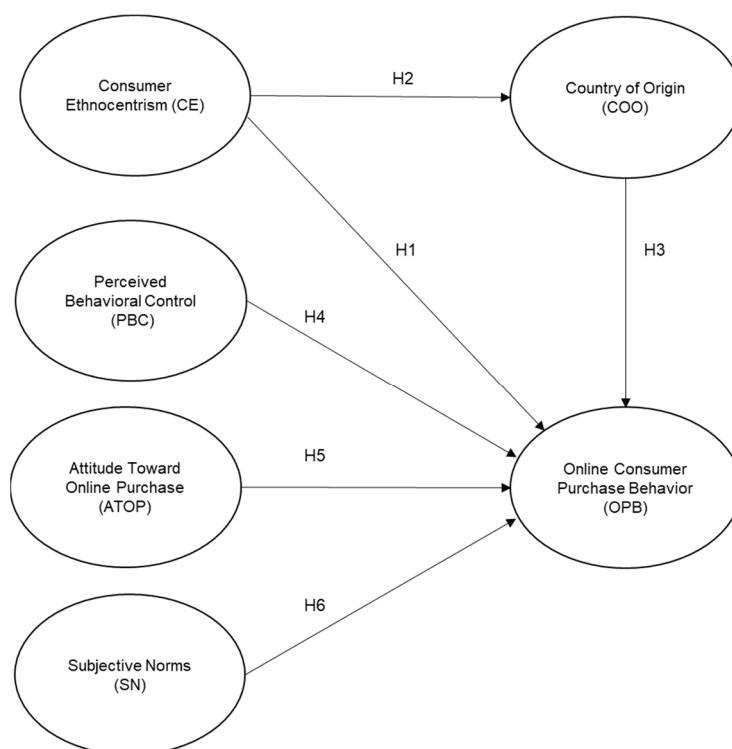 Consumer
Ethnocentrism (CE)
H2
Country of Origin
(COO)
H1
H3
Perceived
Behavioral Control
(PBC)
H4
Attitude Toward
Online Purchase
(ATOP)
H5
Online Consumer
Purchase Behavior
(OPB)
H6
Subjective Norms
(SN)